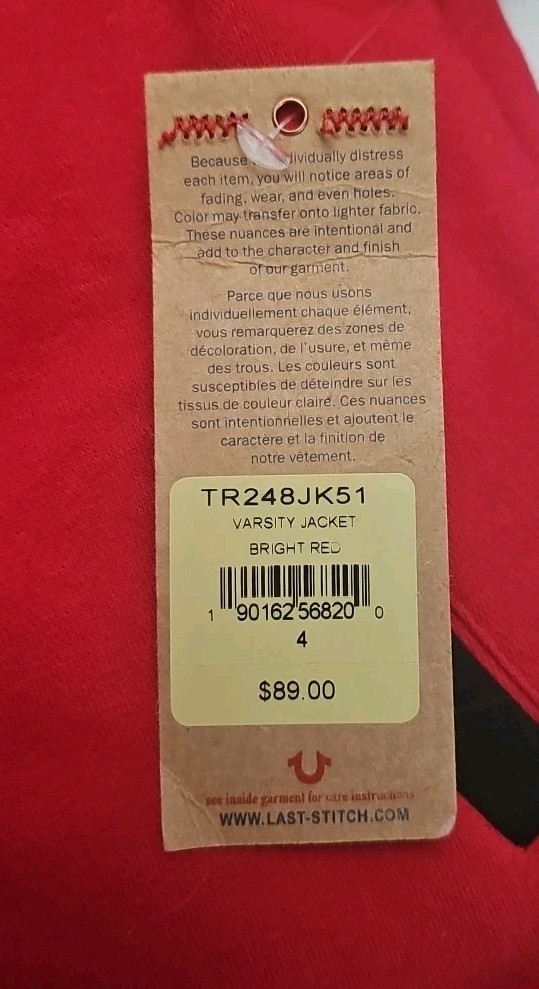 Because dividually distress
each item, you will notice areas of
fading, wear, and even holes.
Color may transfer onto lighter fabric.
These nuances are intentional and
add to the character and finish
of our garment.
Parce que nous usons
individuellement chaque élément,
vous remarquerez des zones de
décoloration, de l'usure, et même
des trous. Les couleurs sont
susceptibles de déteindre sur les
tissus de couleur claire. Ces nuances
sont intentionnelles et ajoutent le
caractère et la finition de
notre vêtement.
TR248JK51
VARSITY JACKET
BRIGHT RED
1 90162 56820 0
4
$89.00
see inside garment for care instructions
WWW.LAST-STITCH.COM